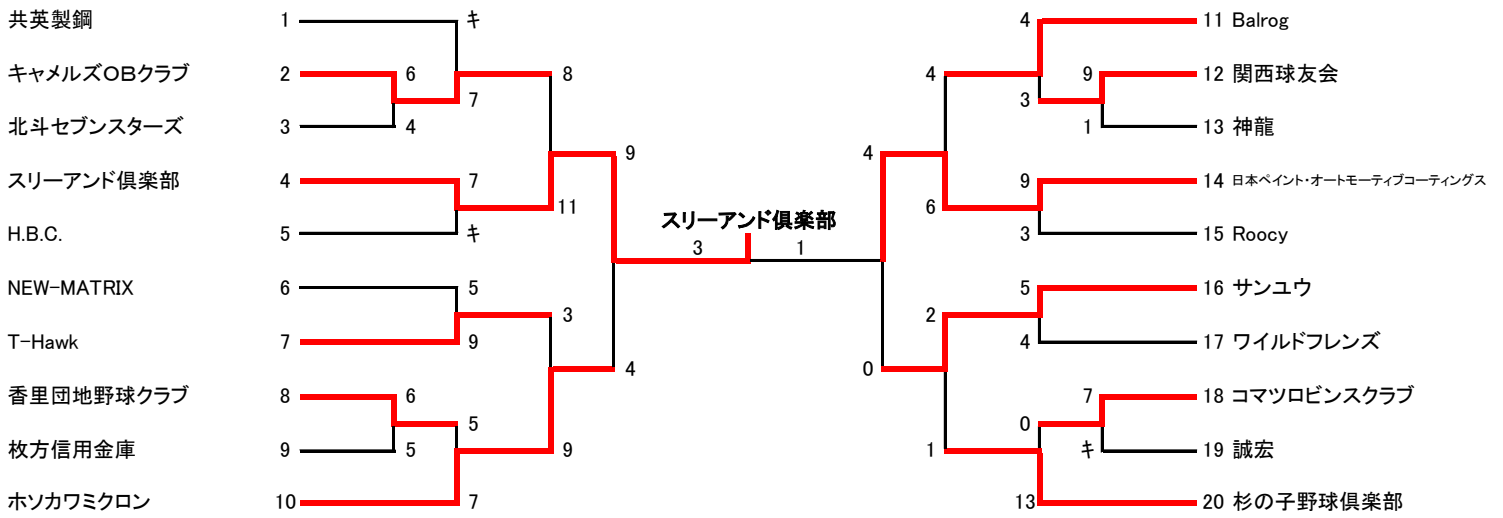 共英製鋼 1 キ 4 11 Balrog
キャメルズOBクラブ 2 6 8 4 9 12 関西球友会
7 3
北斗セブンスターズ 3 4 1 13 神龍
9 4
スリーアンド倶楽部 4 7 9 14 日本ペイント・オートモーティブコーティングス
11 6
スリーアンド倶楽部
H.B.C. 5 キ 3 15 Roocy
3 1
NEW-MATRIX 6 5 5 16 サンユウ
3 2
T-Hawk 7 9 4 17 ワイルドフレンズ
4 0
香里団地野球クラブ 8 6 7 18 コマツロビンスクラブ
5 0
枚方信用金庫 9 5 9 1 キ 19 誠宏
ホソカワミクロン 10 7 13 20 杉の子野球倶楽部